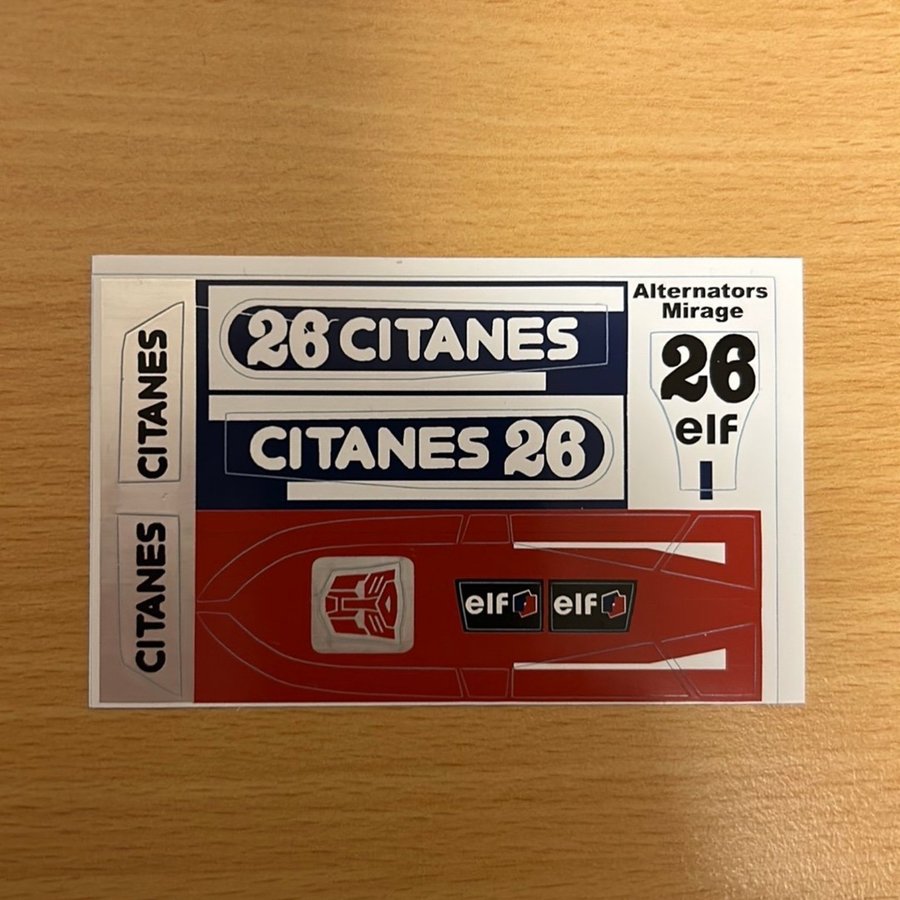 Alternators
Mirage
26 CITANES
CITANES 26
26
elf
CITANES
CITANES
elf
elf